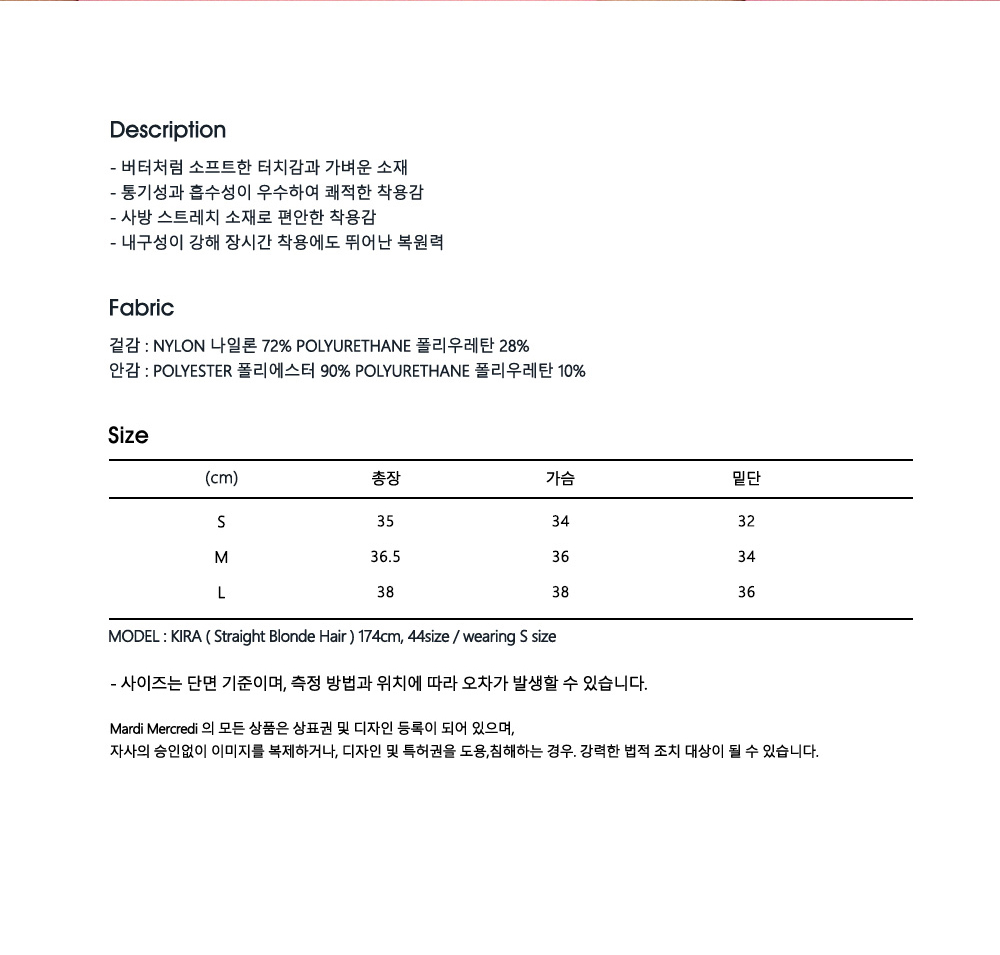 Description
- 버터처럼 소프트한 터치감과 가벼운 소재
- 통기성과 흡수성이 우수하여 쾌적한 착용감
- 사방 스트레치 소재로 편안한 착용감
- 내구성이 강해 장시간 착용에도 뛰어난 복원력
Fabric
겉감 : NYLON 나일론 72% POLYURETHANE 폴리우레탄 28%
안감 : POLYESTER 폴리에스터 90% POLYURETHANE 폴리우레탄 10%
Size
(cm) 총장 가슴 밑단
S 35 34 32
M 36.5 36 34
L 38 38 36
MODEL : KIRA ( Straight Blonde Hair ) 174cm, 44size / wearing S size
- 사이즈는 단면 기준이며, 측정 방법과 위치에 따라 오차가 발생할 수 있습니다.
Mardi Mercredi 의 모든 상품은 상표권 및 디자인 등록이 되어 있으며,
자사의 승인없이 이미지를 복제하거나, 디자인 및 특허권을 도용,침해하는 경우. 강력한 법적 조치 대상이 될 수 있습니다.